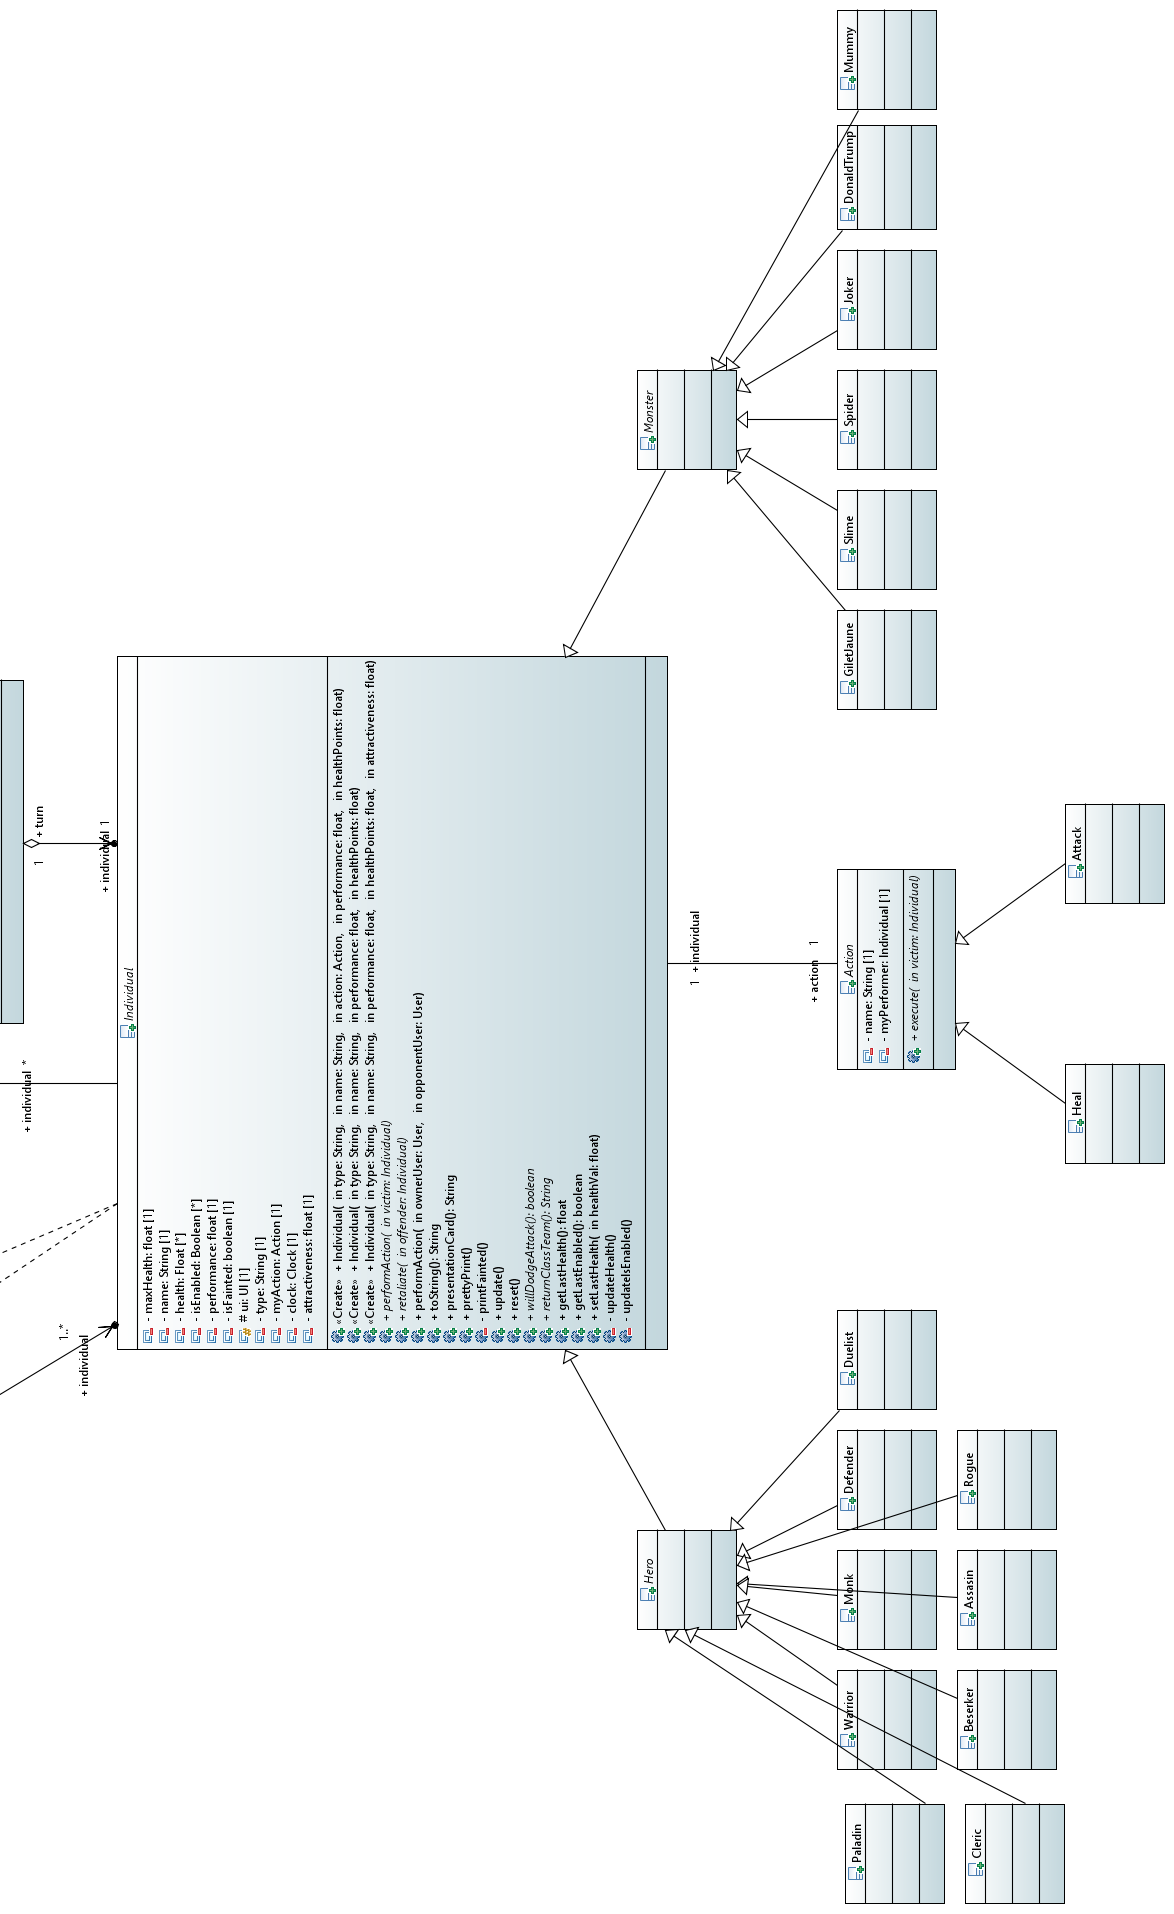 + turn
1
+ individual 1
+ individual *
1..*
+ individual
Individual
- maxHealth: float [1]
- name: String [1]
- health: Float [*]
- isEnabled: Boolean [*]
- performance: float [1]
- isFainted: boolean [1]
# ui: UI [1]
- type: String [1]
- myAction: Action [1]
- clock: Clock [1]
- attractiveness: float [1]
«Create» + Individual( in type: String, in name: String, in action: Action, in performance: float, in healthPoints: float)
«Create» + Individual( in type: String, in name: String, in performance: float, in healthPoints: float)
«Create» + Individual( in type: String, in name: String, in performance: float, in healthPoints: float, in attractiveness: float)
+ performAction( in victim: Individual)
+ retaliate( in offender: Individual)
+ performAction( in ownerUser: User, in opponentUser: User)
+ toString(): String
+ presentationCard(): String
+ prettyPrint()
- printFainted()
+ update()
+ reset()
+ willDodgeAttack(): boolean
+ returnClassTeam(): String
+ getLastHealth(): float
+ getLastEnabled(): boolean
+ setLastHealth( in healthVal: float)
- updateHealth()
- updateIsEnabled()
Hero
Monster
1 + individual
+ action 1
Paladin
Warrior
Monk
Defender
Duelist
Action
- name: String [1]
- myPerformer: Individual [1]
+ execute( in victim: Individual)
GiletJaune
Slime
Spider
Joker
DonaldTrump
Mummy
Cleric
Beserker
Assasin
Rogue
Heal
Attack